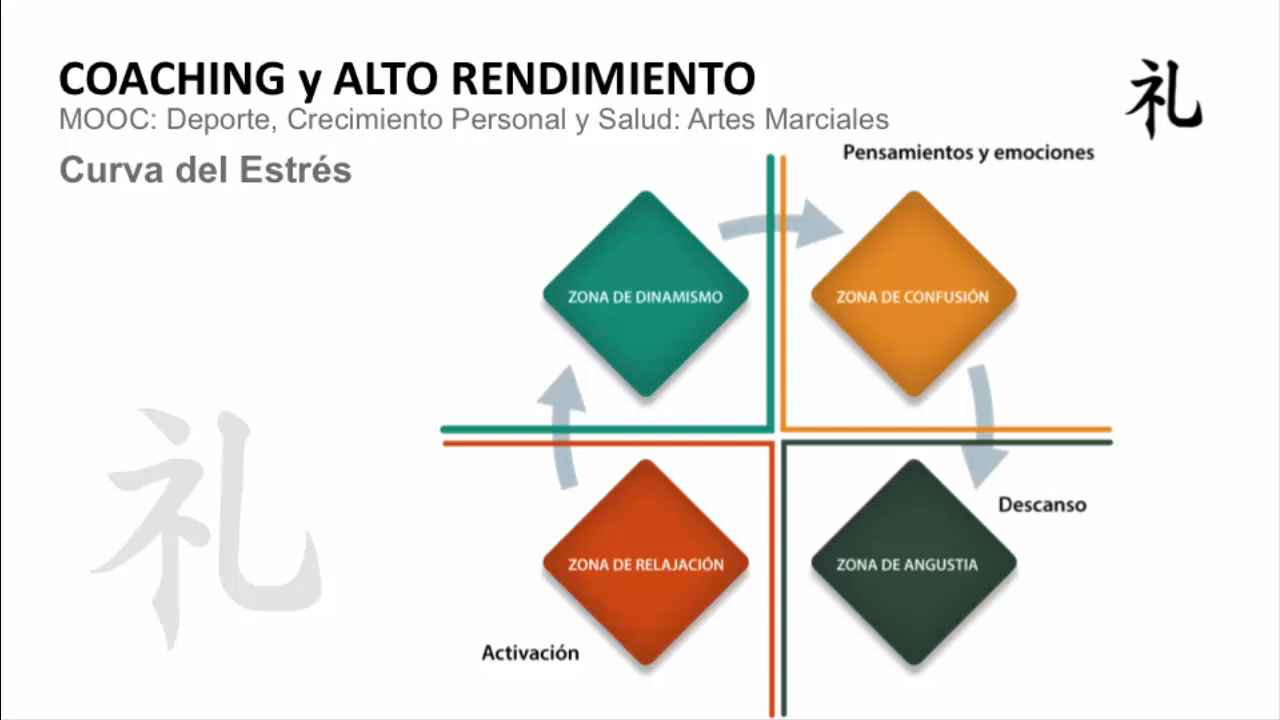 COACHING y ALTO RENDIMIENTO
礼
MOOC: Deporte, Crecimiento Personal y Salud: Artes Marciales
Curva del Estrés
Pensamientos y emociones
ZONA DE DINAMISMO
ZONA DE CONFUSIÓN
礼
Descanso
ZONA DE RELAJACIÓN
ZONA DE ANGUSTIA
Activación